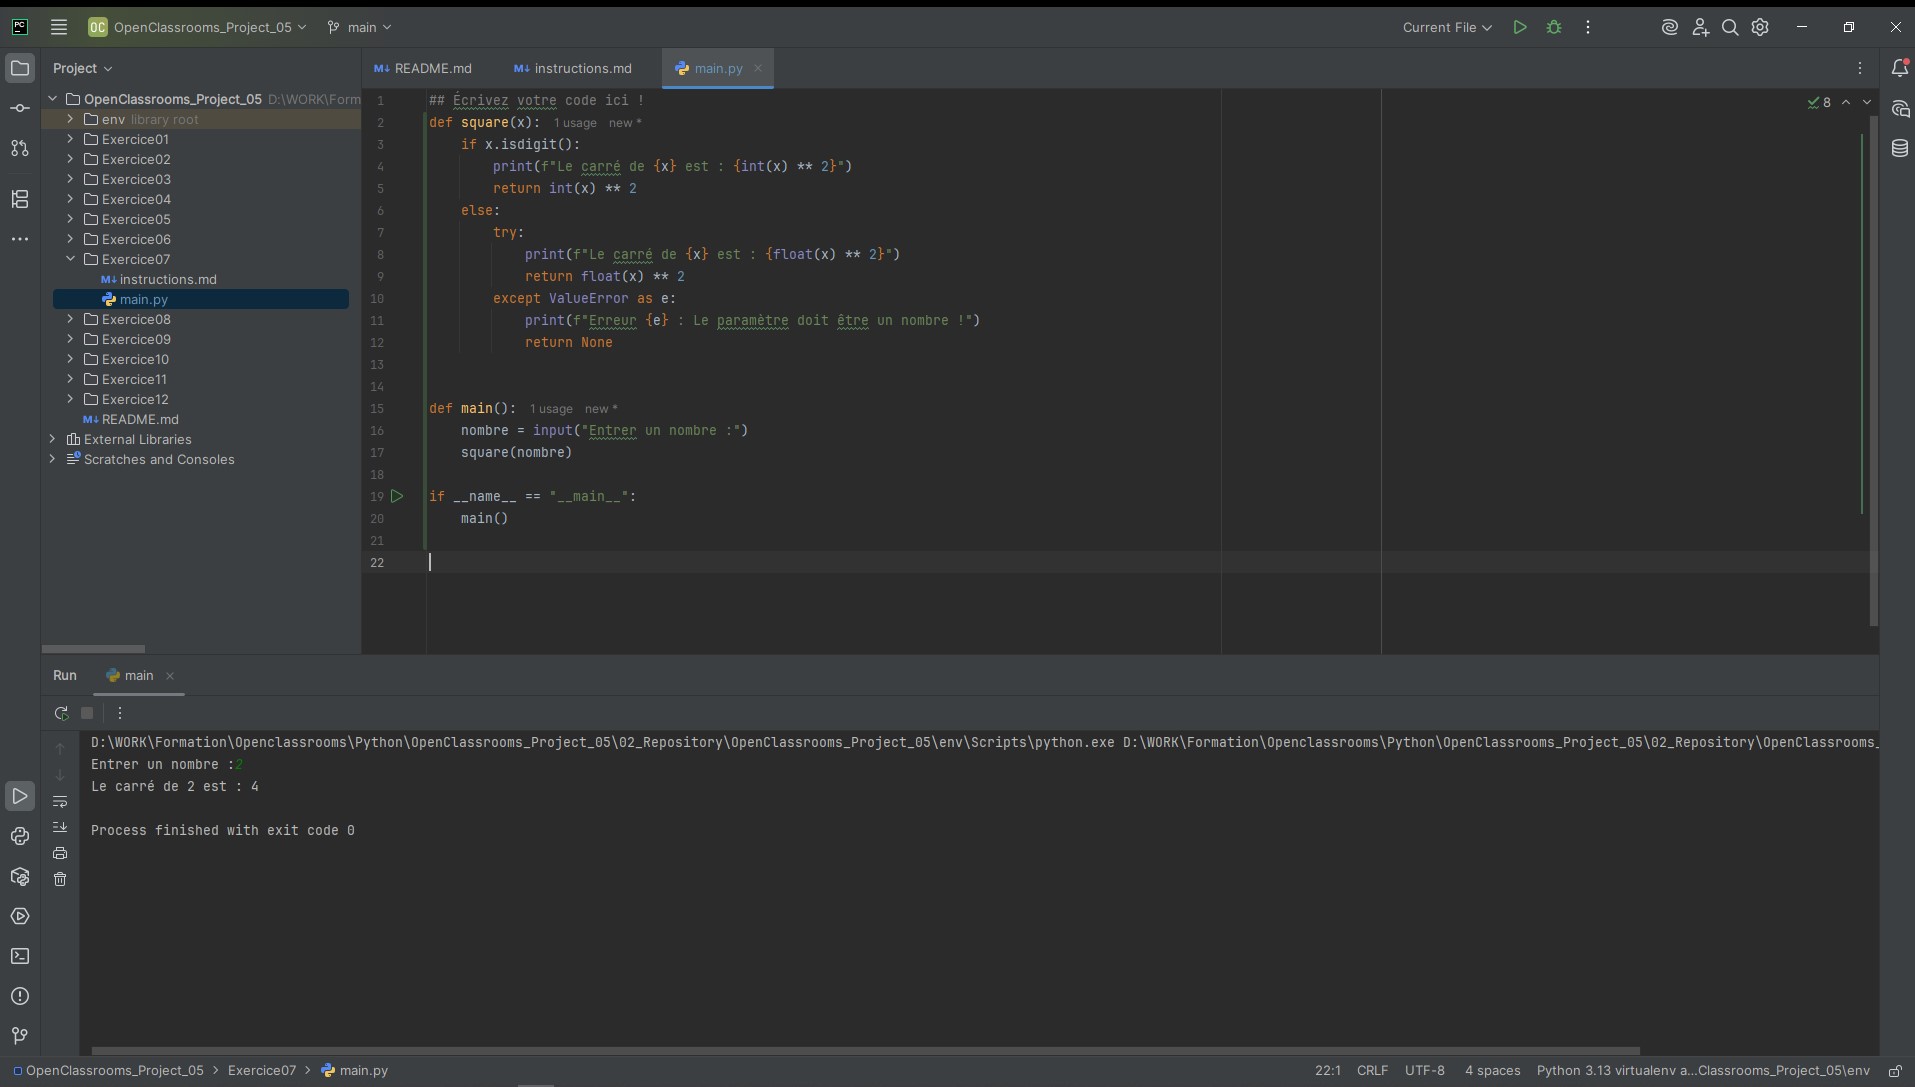 PC
OC OpenClassrooms_Project_05 main Current File
Project
README.md instructions.md main.py
OpenClassrooms_Project_05 D:\WORK\Form
env library root
Exercice01
Exercice02
Exercice03
Exercice04
Exercice05
Exercice06
Exercice07
M↓ instructions.md
main.py
Exercice08
Exercice09
Exercice10
Exercice11
Exercice12
M↓ README.md
External Libraries
Scratches and Consoles
8
1 ## Écrivez votre code ici !
2 def square(x): 1 usage new *
3 if x.isdigit():
4 print(f"Le carré de {x} est : {int(x) ** 2}")
5 return int(x) ** 2
6 else:
7 try:
8 print(f"Le carré de {x} est : {float(x) ** 2}")
9 return float(x) ** 2
10 except ValueError as e:
11 print(f"Erreur {e} : Le paramètre doit être un nombre !")
12 return None
13
14
15 def main(): 1 usage new *
16 nombre = input("Entrer un nombre :")
17 square(nombre)
18
19 if __name__ == "__main__":
20 main()
21
22
Run main
D:\WORK\Formation\Openclassrooms\Python\OpenClassrooms_Project_05\02_Repository\OpenClassrooms_Project_05\env\Scripts\python.exe D:\WORK\Formation\Openclassrooms\Python\OpenClassrooms_Project_05\02_Repository\OpenClassrooms_
Entrer un nombre :2
Le carré de 2 est : 4
Process finished with exit code 0
OpenClassrooms_Project_05 > Exercice07 > main.py 22:1 CRLF UTF-8 4 spaces Python 3.13 virtualenv a...Classrooms_Project_05\env